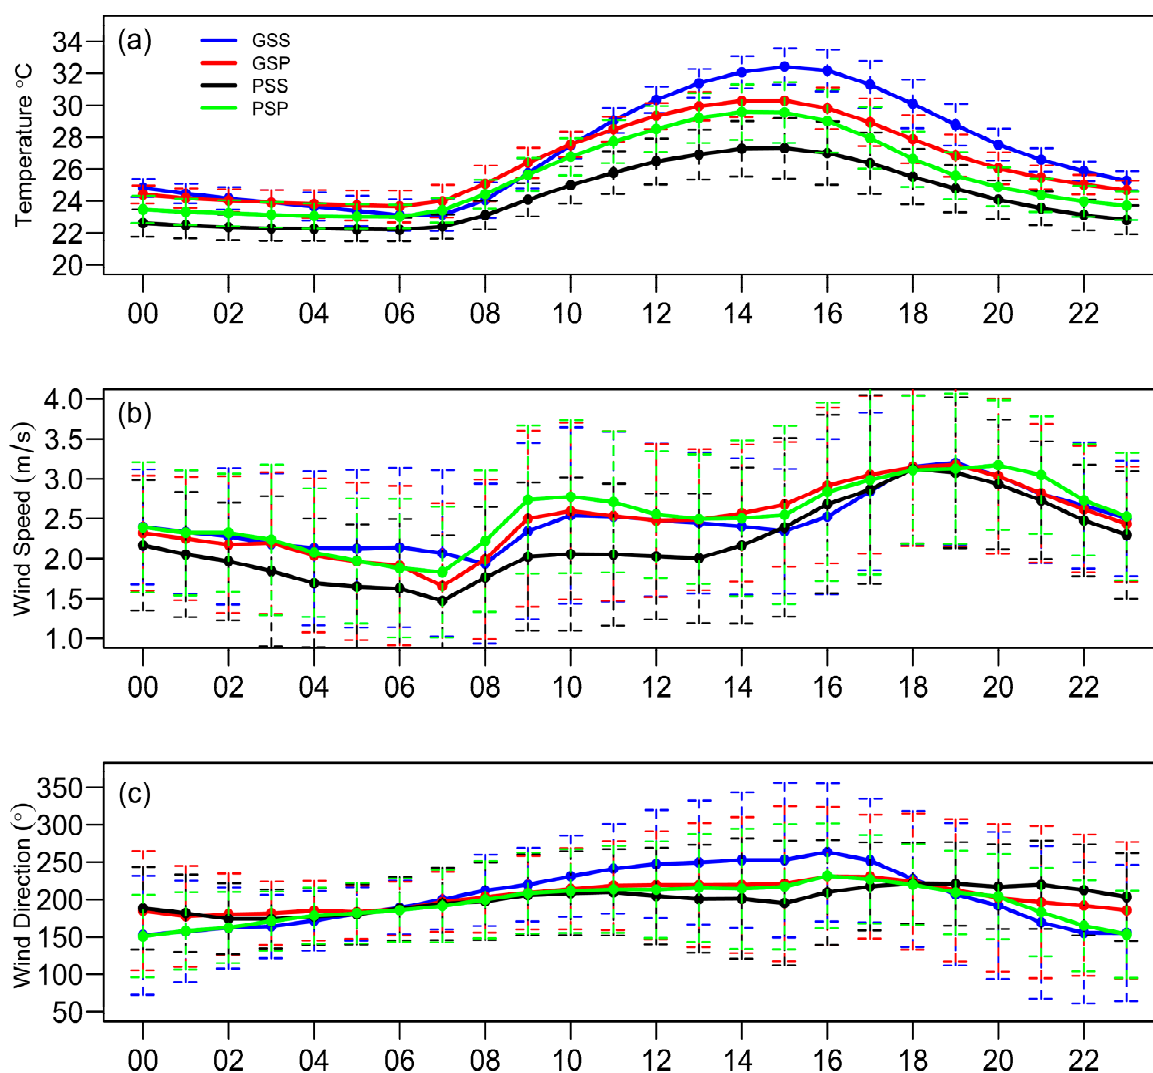 (a)
GSS
GSP
PSS
PSP
Temperature °C
34
32
30
28
26
24
22
20
00 02 04 06 08 10 12 14 16 18 20 22
(b)
Wind Speed (m/s)
4.0
3.5
3.0
2.5
2.0
1.5
1.0
00 02 04 06 08 10 12 14 16 18 20 22
(c)
Wind Direction (°)
350
300
250
200
150
100
50
00 02 04 06 08 10 12 14 16 18 20 22